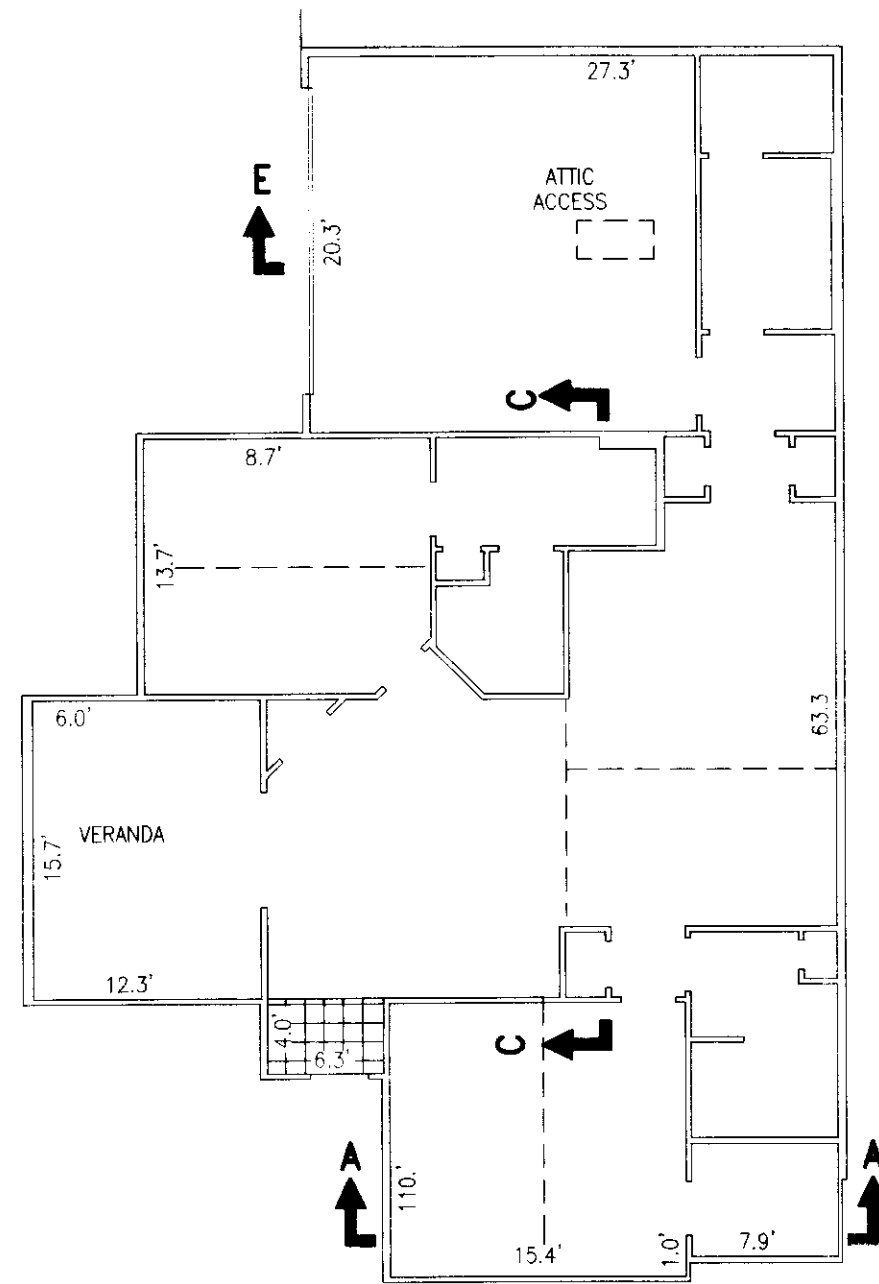 27.3'
E
ATTIC
ACCESS
20.3'
C
8.7'
13.7'
63.3
6.0'
VERANDA
15.7'
12.3'
4.0'
6.3'
C
A
A
110.'
15.4'
1.0'
7.9'